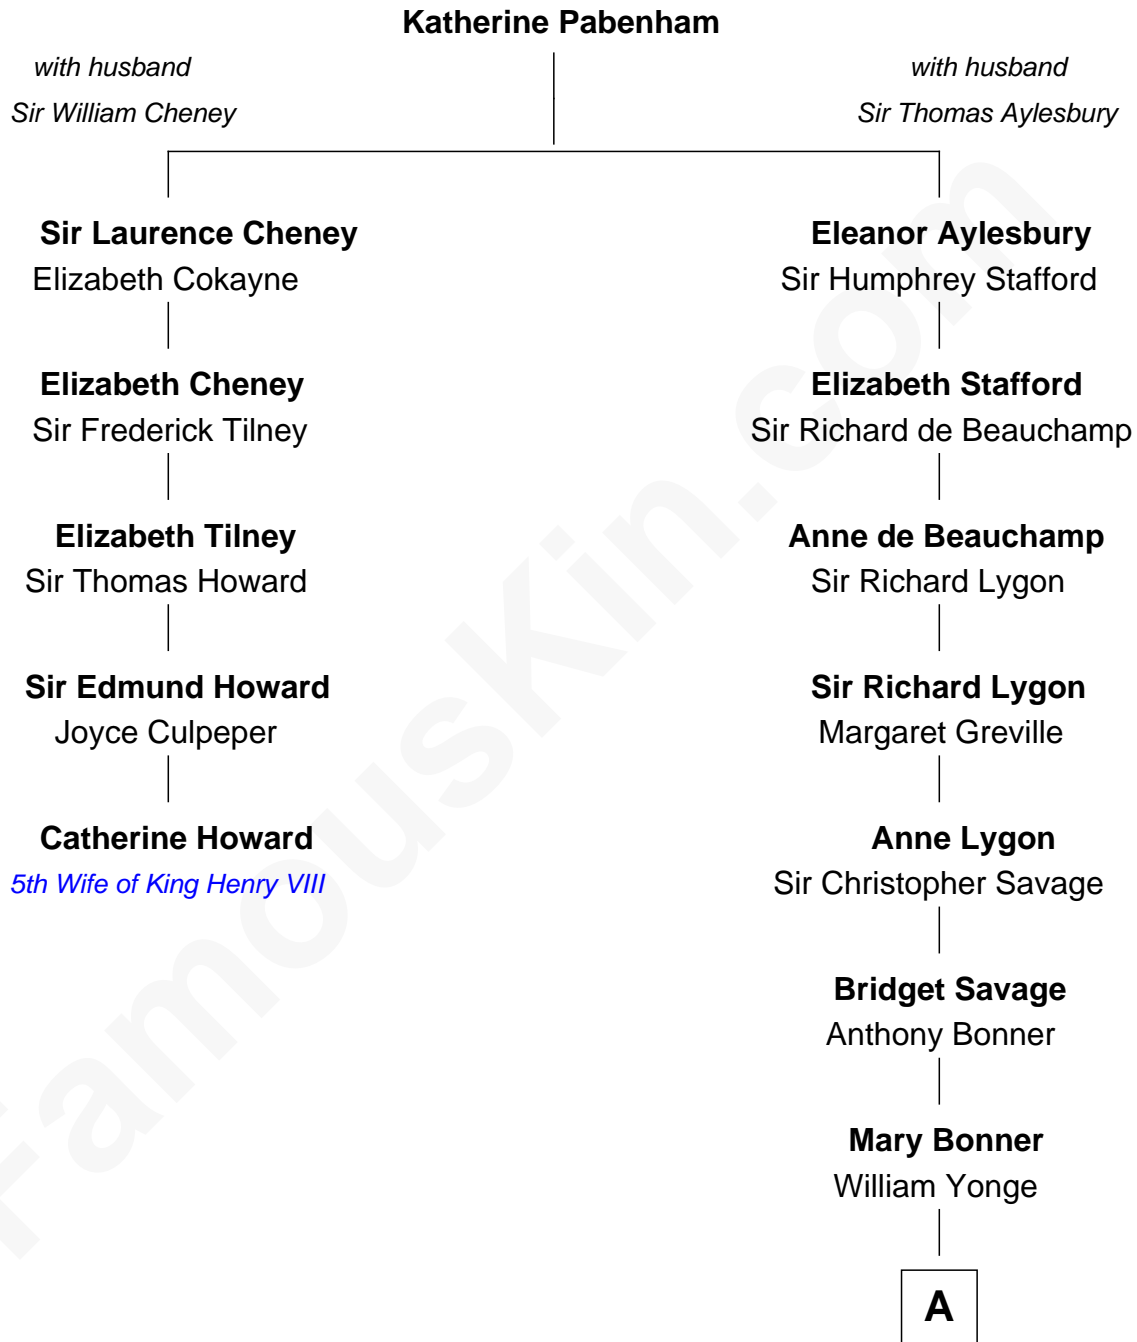 Katherine Pabenham
with husband
Sir William Cheney
with husband
Sir Thomas Aylesbury
Sir Laurence Cheney
Elizabeth Cokayne
Elizabeth Cheney
Sir Frederick Tilney
Elizabeth Tilney
Sir Thomas Howard
Sir Edmund Howard
Joyce Culpeper
Catherine Howard
5th Wife of King Henry VIII
Eleanor Aylesbury
Sir Humphrey Stafford
Elizabeth Stafford
Sir Richard de Beauchamp
Anne de Beauchamp
Sir Richard Lygon
Sir Richard Lygon
Margaret Greville
Anne Lygon
Sir Christopher Savage
Bridget Savage
Anthony Bonner
Mary Bonner
William Yonge
A
FamousKin.com